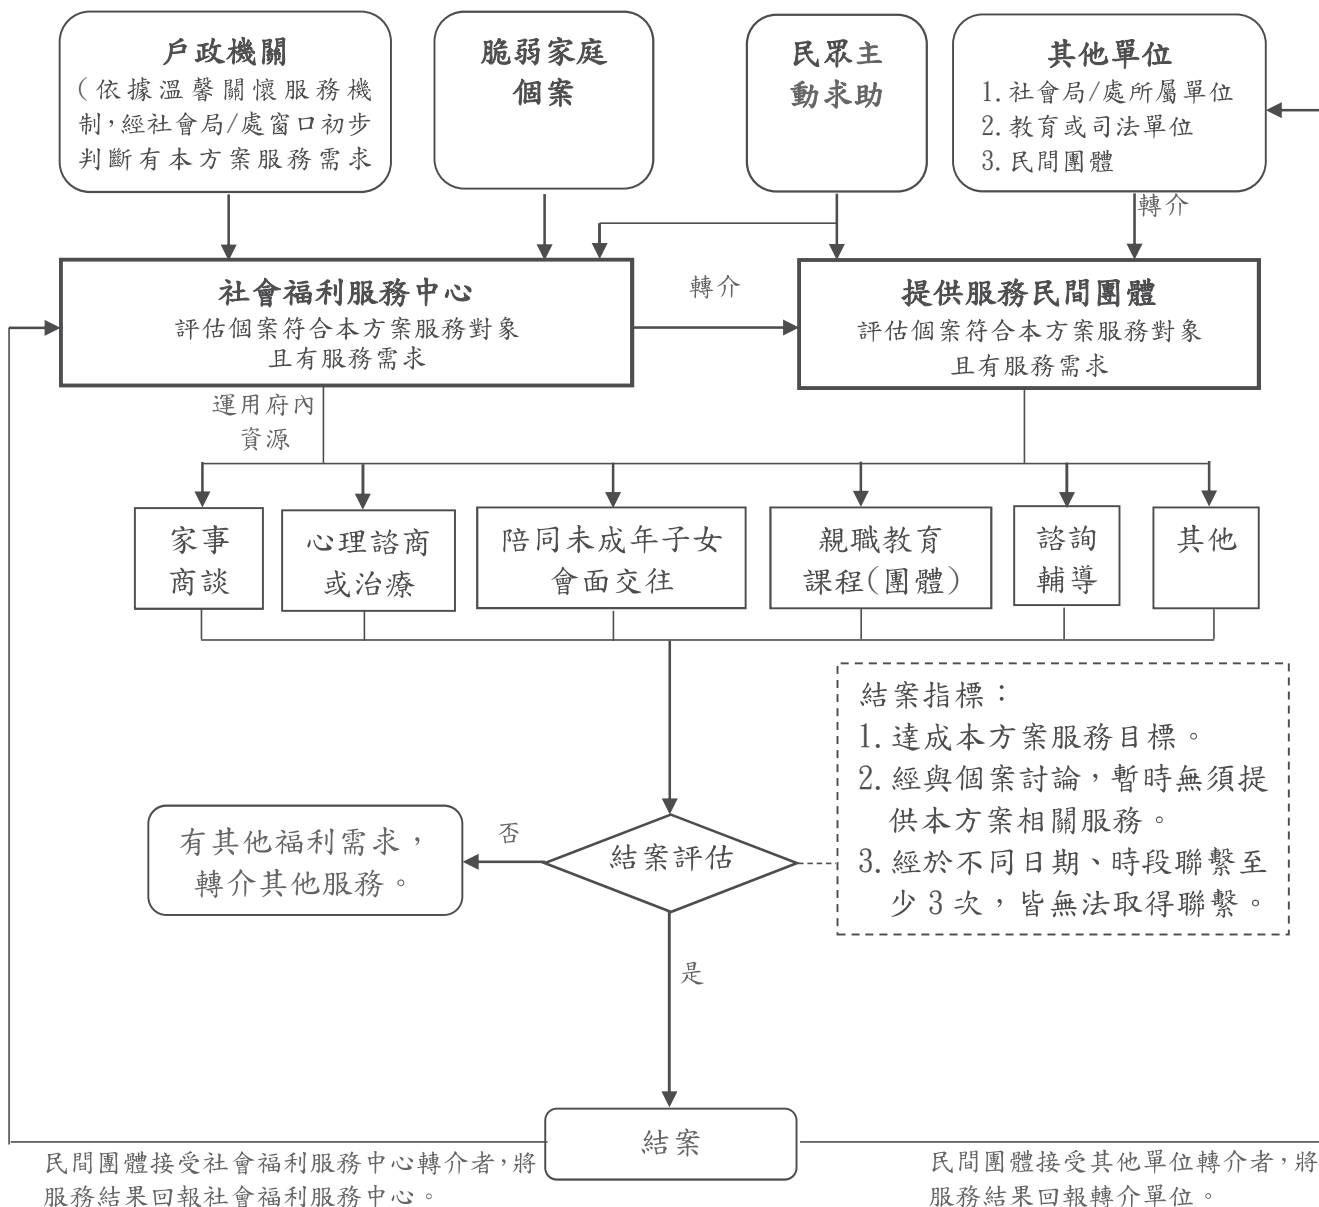 戶政機關
(依據溫馨關懷服務機
制，經社會局/處窗口初步
判斷有本方案服務需求
脆弱家庭
個案
民眾主
動求助
其他單位
1.社會局/處所屬單位
2.教育或司法單位
3.民間團體
轉介
社會福利服務中心
評估個案符合本方案服務對象
且有服務需求
轉介
提供服務民間團體
評估個案符合本方案服務對象
且有服務需求
運用府內
資源
家事
商談
心理諮商
或治療
陪同未成年子女
會面交往
親職教育
課程(團體)
諮詢
輔導
其他
結案指標：
1.達成本方案服務目標。
2.經與個案討論，暫時無須提
供本方案相關服務。
3.經於不同日期、時段聯繫至
少3次，皆無法取得聯繫。
有其他福利需求，
轉介其他服務。
否
結案評估
是
結案
民間團體接受社會福利服務中心轉介者，將
服務結果回報社會福利服務中心。
民間團體接受其他單位轉介者，將
服務結果回報轉介單位。